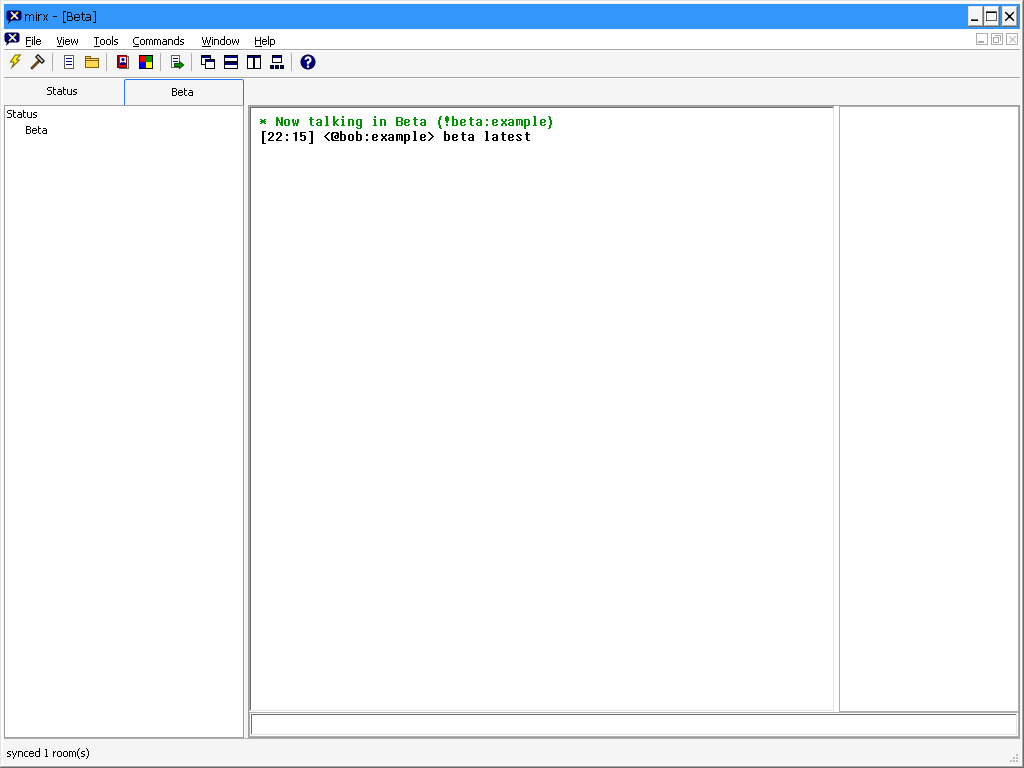 mirx - [Beta]
File View Tools Commands Window Help
Status Beta
Status
Beta
* Now talking in Beta (!beta:example)
[22:15] <@bob:example> beta latest
synced 1 room(s)